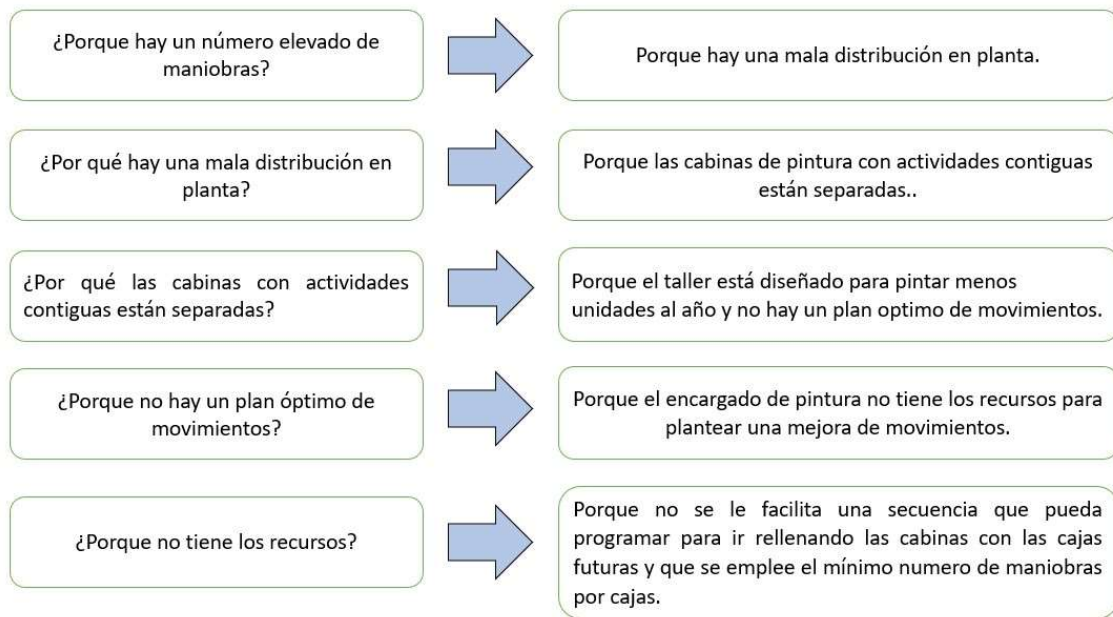 ¿Porque hay un número elevado de
maniobras?
Porque hay una mala distribución en planta.
¿Por qué hay una mala distribución en
planta?
Porque las cabinas de pintura con actividades contiguas
están separadas..
¿Por qué las cabinas con actividades
contiguas están separadas?
Porque el taller está diseñado para pintar menos
unidades al año y no hay un plan optimo de movimientos.
¿Porque no hay un plan óptimo de
movimientos?
Porque el encargado de pintura no tiene los recursos para
plantear una mejora de movimientos.
¿Porque no tiene los recursos?
Porque no se le facilita una secuencia que pueda
programar para ir rellenando las cabinas con las cajas
futuras y que se emplee el mínimo numero de maniobras
por cajas.